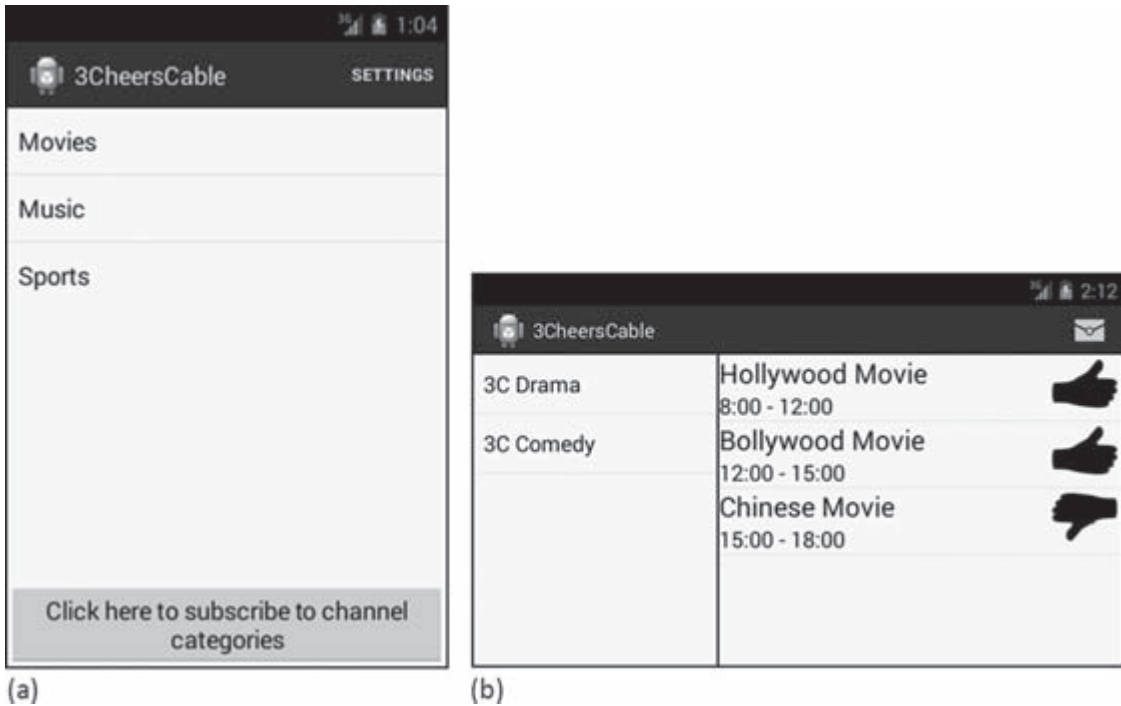 3G 1:04
3CheersCable SETTINGS
Movies
Music
Sports
Click here to subscribe to channel
categories
(a)
3G 2:12
3CheersCable
3C Drama
3C Comedy
Hollywood Movie
8:00 - 12:00
Bollywood Movie
12:00 - 15:00
Chinese Movie
15:00 - 18:00
(b)